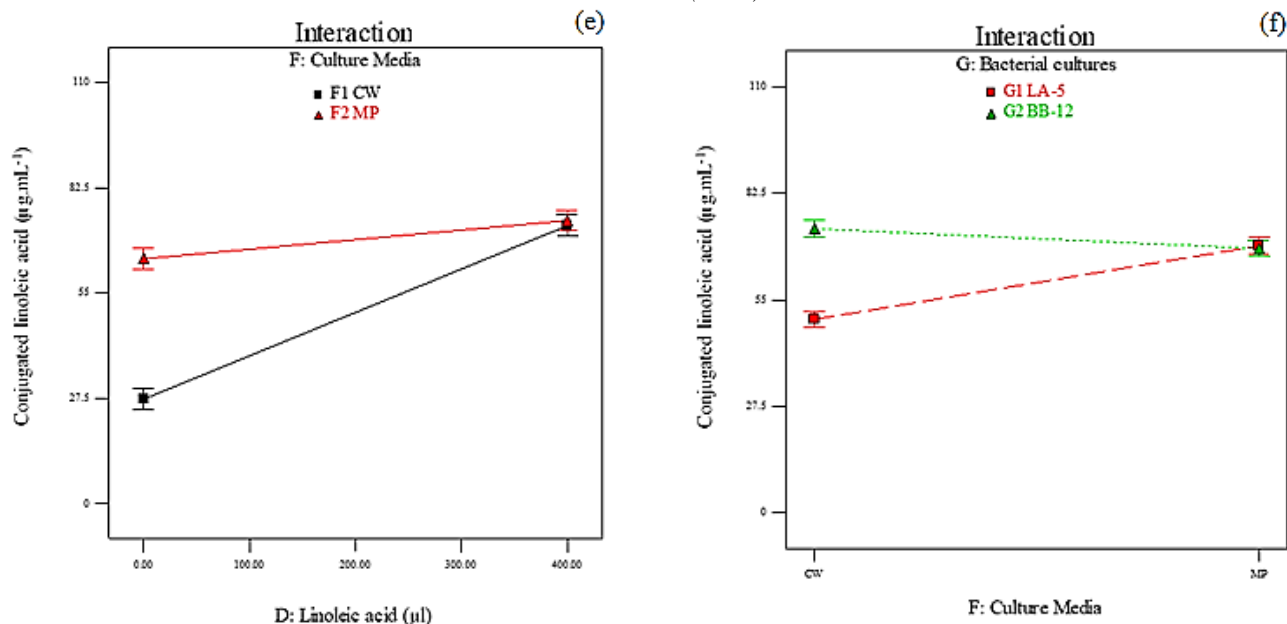 (e)
Interaction
F: Culture Media
F1 CW
F2 MP
110
82.5
55
27.5
0
Conjugated linoleic acid (µg.mL⁻¹)
0.00 100.00 200.00 300.00 400.00
D: Linoleic acid (µl)
(f)
Interaction
G: Bacterial cultures
G1 LA-5
G2 BB-12
110
82.5
55
27.5
0
Conjugated linoleic acid (µg.mL⁻¹)
CW MP
F: Culture Media